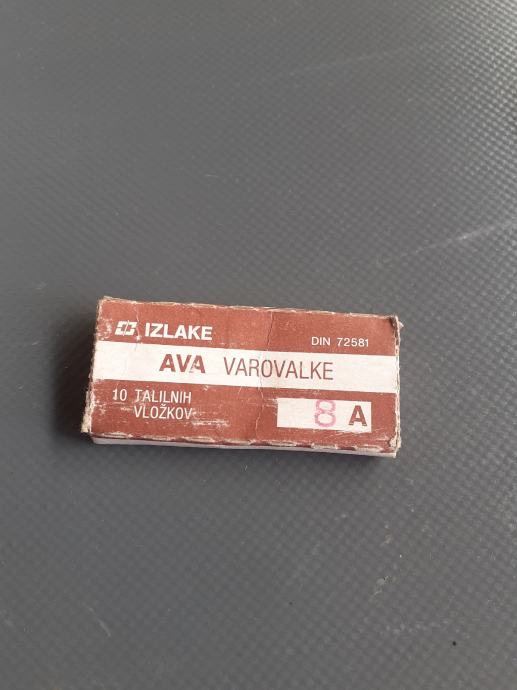 IZLAKE
DIN 72581
AVA VAROVALKE
10 TALILNIH
VLOŽKOV
8 A